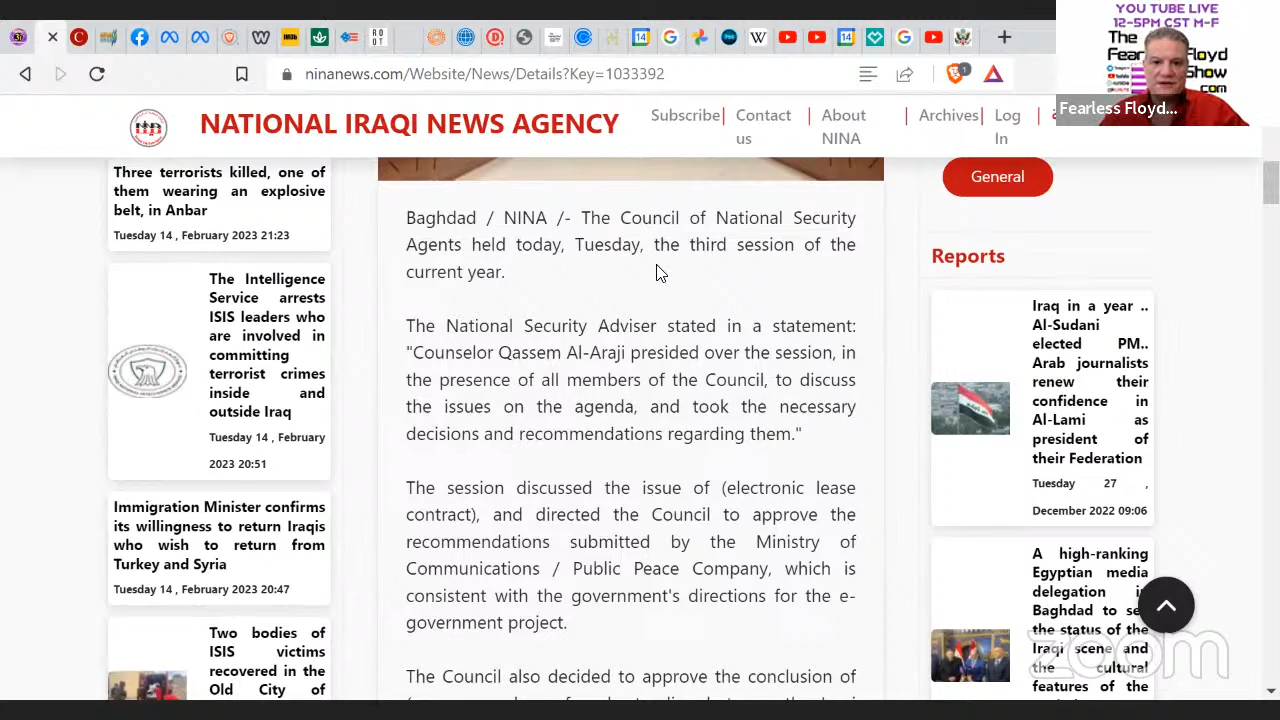 YOU TUBE LIVE
12-5PM CST M-F
The
Floyd
Show
com
Fearless Floyd...
ninanews.com/Website/News/Details?Key=1033392
1
NATIONAL IRAQI NEWS AGENCY
Subscribe
Contact us
About NINA
Archives
Log In
Three terrorists killed, one of
them wearing an explosive
belt, in Anbar
Tuesday 14 , February 2023 21:23
The Intelligence
Service arrests
ISIS leaders who
are involved in
committing
terrorist crimes
inside and
outside Iraq
Tuesday 14 , February
2023 20:51
Immigration Minister confirms
its willingness to return Iraqis
who wish to return from
Turkey and Syria
Tuesday 14 , February 2023 20:47
Two bodies of
ISIS victims
recovered in the
Old City of
Baghdad / NINA /- The Council of National Security
Agents held today, Tuesday, the third session of the
current year.
The National Security Adviser stated in a statement:
"Counselor Qassem Al-Araji presided over the session, in
the presence of all members of the Council, to discuss
the issues on the agenda, and took the necessary
decisions and recommendations regarding them."
The session discussed the issue of (electronic lease
contract), and directed the Council to approve the
recommendations submitted by the Ministry of
Communications / Public Peace Company, which is
consistent with the government's directions for the e-
government project.
The Council also decided to approve the conclusion of
General
Reports
Iraq in a year ..
Al-Sudani
elected PM..
Arab journalists
renew their
confidence in
Al-Lami as
president of
their Federation
Tuesday 27 ,
December 2022 09:06
A high-ranking
Egyptian media
delegation in
Baghdad to see
the status of the
Iraqi scene and
the cultural
features of the
zoom